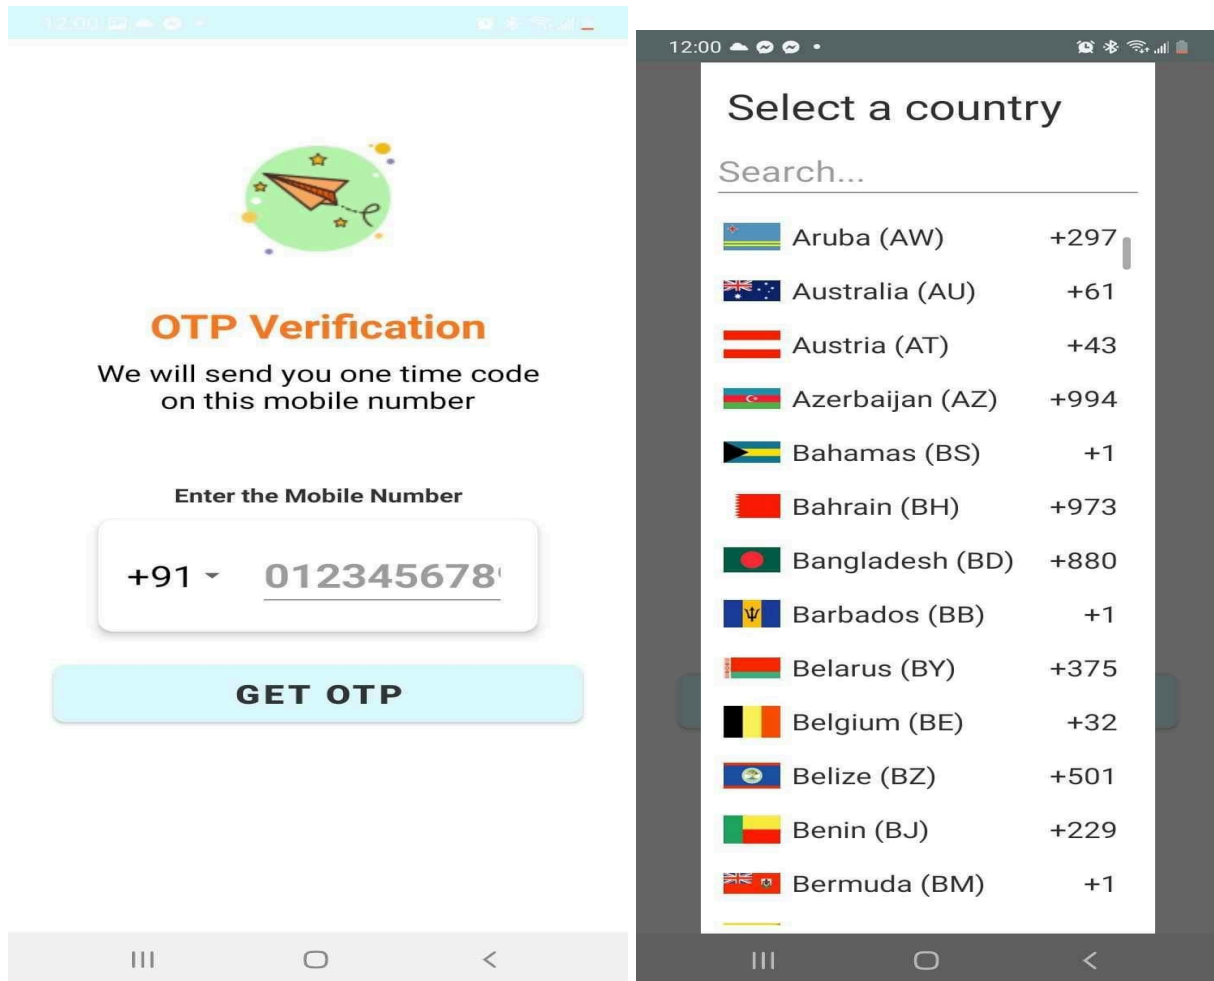 12:00
OTP Verification
We will send you one time code
on this mobile number
Enter the Mobile Number
+91 012345678
GET OTP
12:00
Select a country
Search...
Aruba (AW) +297
Australia (AU) +61
Austria (AT) +43
Azerbaijan (AZ) +994
Bahamas (BS) +1
Bahrain (BH) +973
Bangladesh (BD) +880
Barbados (BB) +1
Belarus (BY) +375
Belgium (BE) +32
Belize (BZ) +501
Benin (BJ) +229
Bermuda (BM) +1